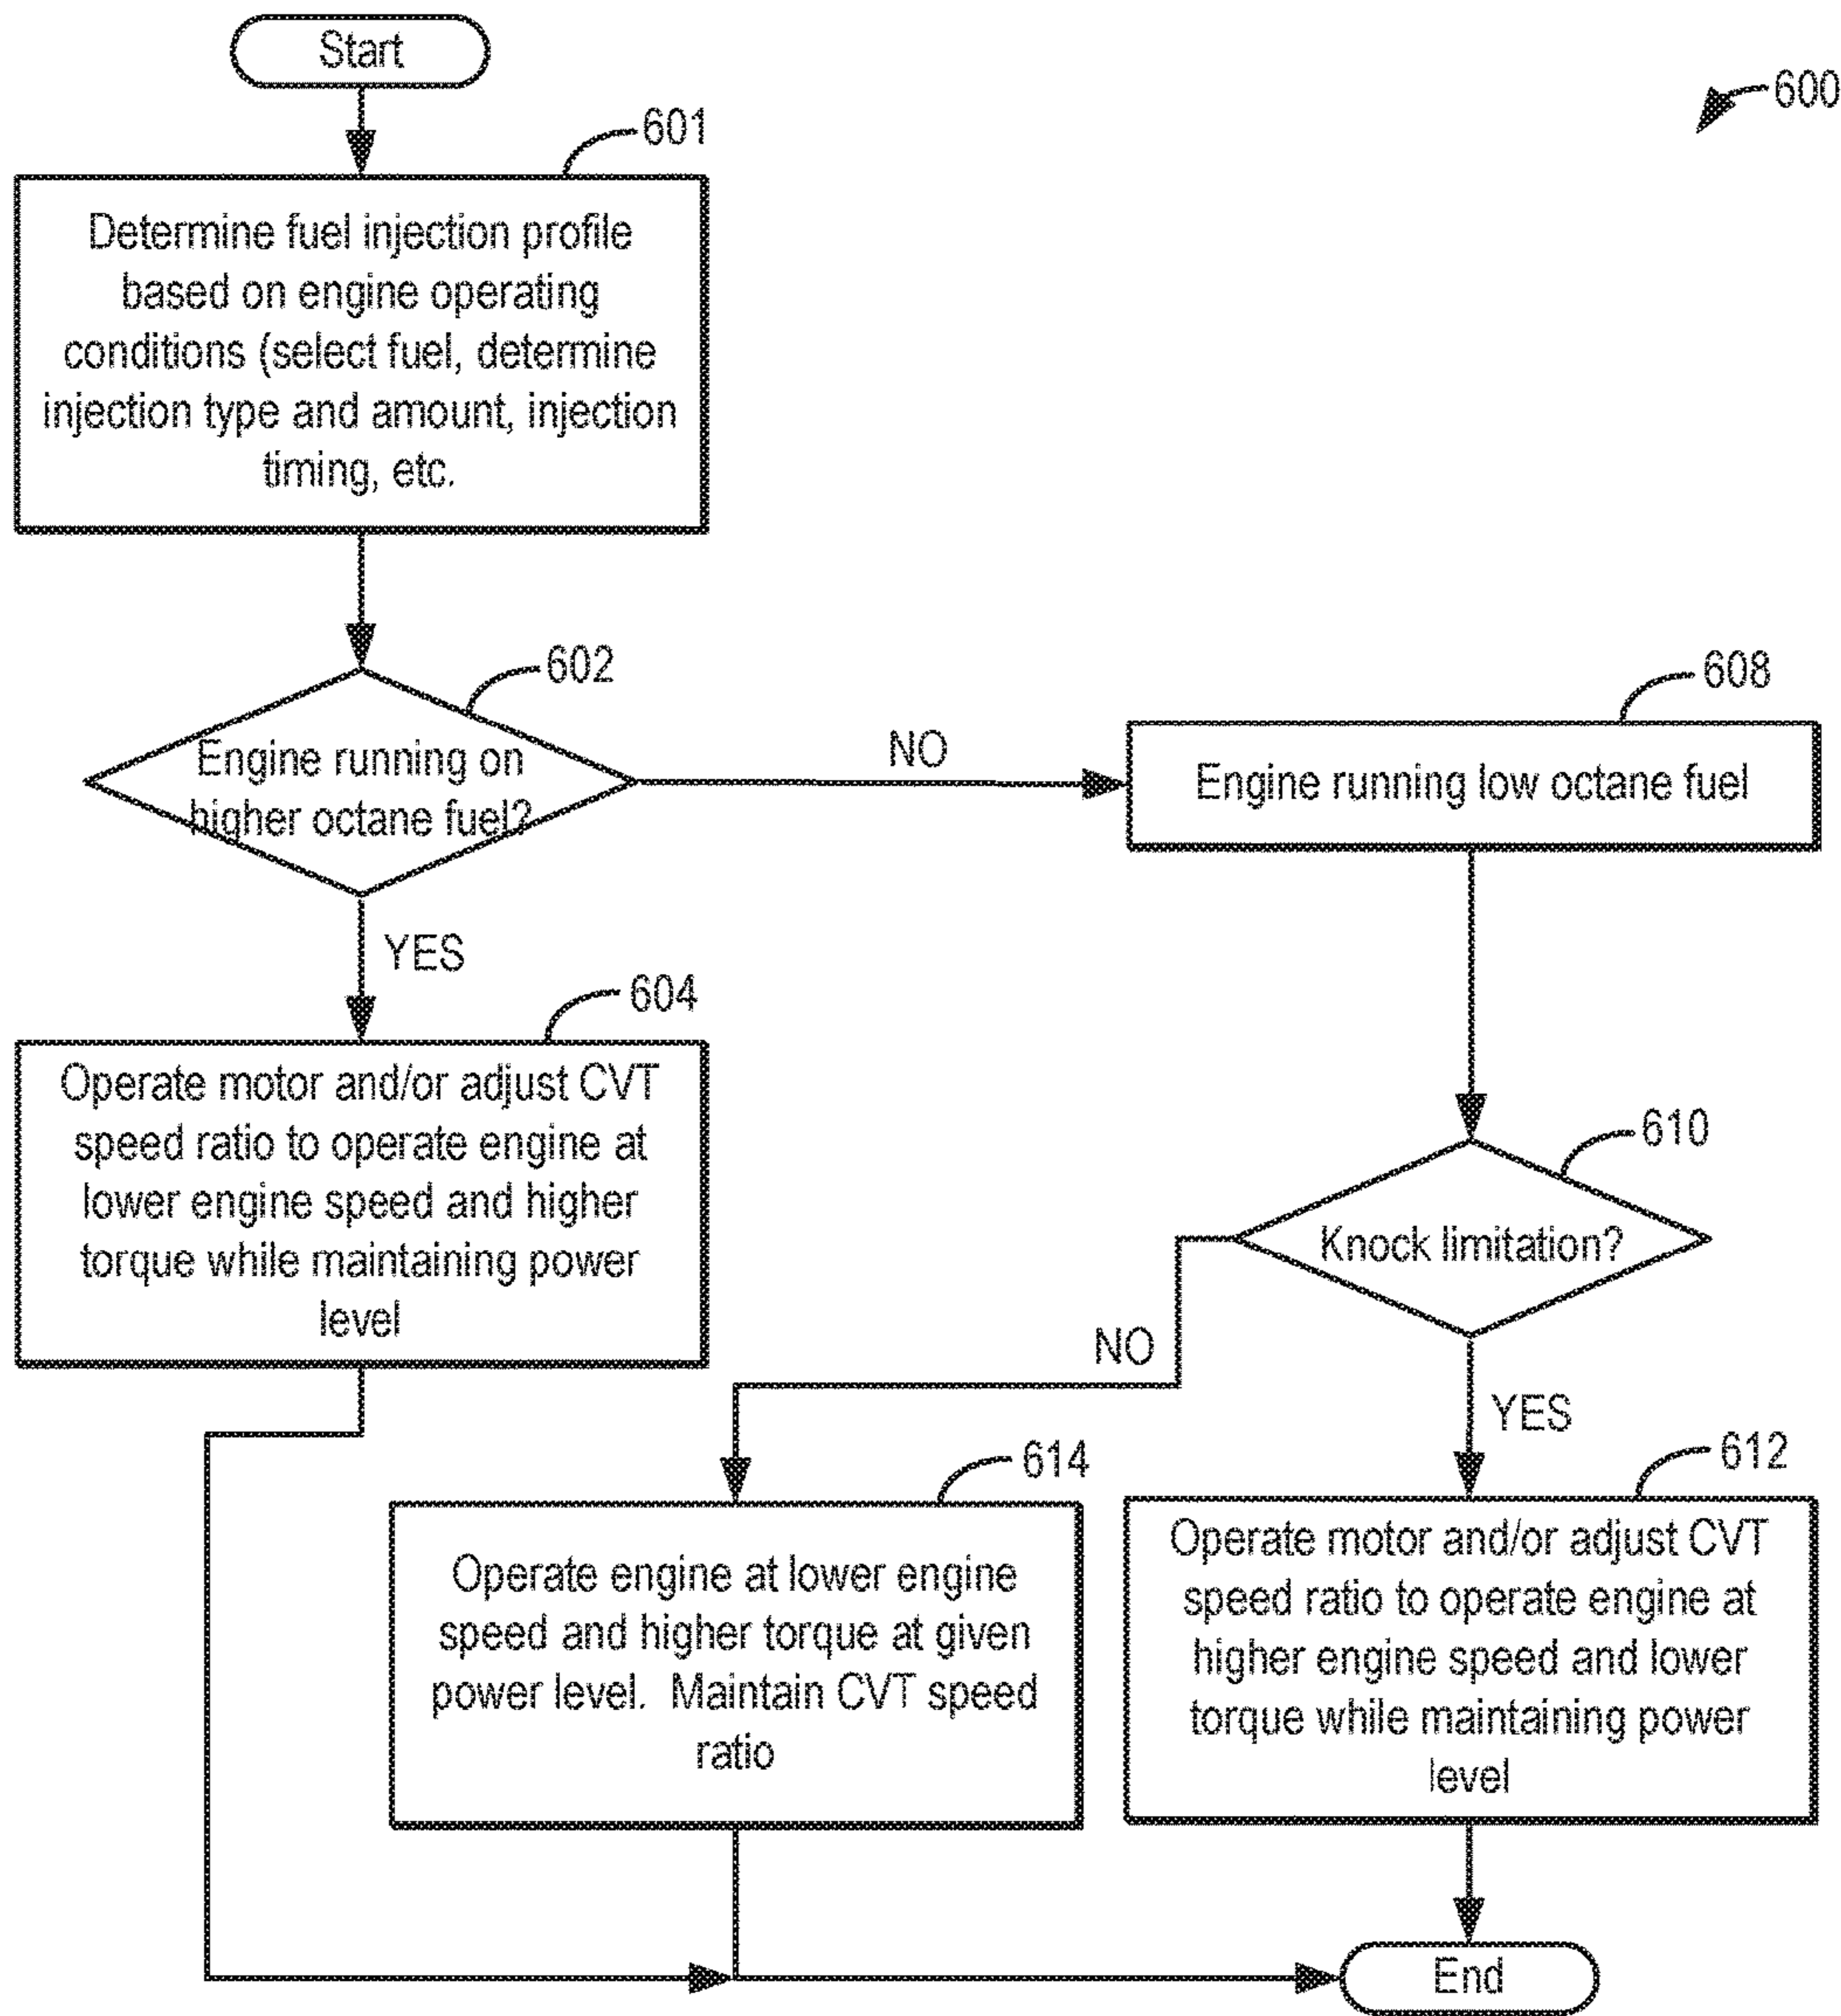 Start
600
601
Determine fuel injection profile
based on engine operating
conditions (select fuel, determine
injection type and amount, injection
timing, etc.
602
Engine running on
higher octane fuel?
NO
608
Engine running low octane fuel
YES
604
Operate motor and/or adjust CVT
speed ratio to operate engine at
lower engine speed and higher
torque while maintaining power
level
610
Knock limitation?
NO
YES
614
Operate engine at lower engine
speed and higher torque at given
power level. Maintain CVT speed
ratio
612
Operate motor and/or adjust CVT
speed ratio to operate engine at
higher engine speed and lower
torque while maintaining power
level
End